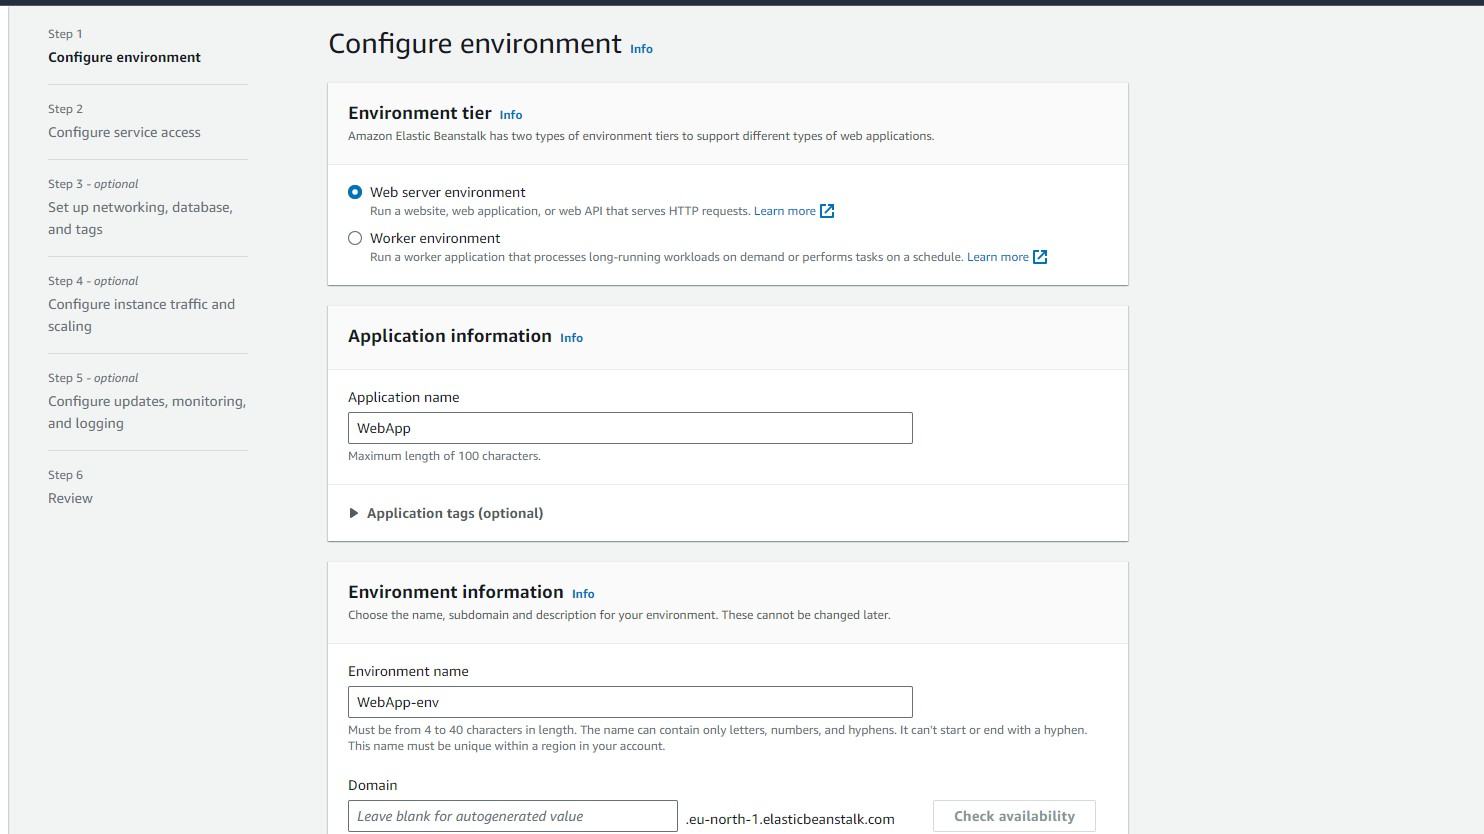 Step 1
Configure environment
Step 2
Configure service access
Step 3 - optional
Set up networking, database,
and tags
Step 4 - optional
Configure instance traffic and
scaling
Step 5 - optional
Configure updates, monitoring,
and logging
Step 6
Review
Configure environment Info
Environment tier Info
Amazon Elastic Beanstalk has two types of environment tiers to support different types of web applications.
Web server environment
Run a website, web application, or web API that serves HTTP requests. Learn more
Worker environment
Run a worker application that processes long-running workloads on demand or performs tasks on a schedule. Learn more
Application information Info
Application name
WebApp
Maximum length of 100 characters.
Application tags (optional)
Environment information Info
Choose the name, subdomain and description for your environment. These cannot be changed later.
Environment name
WebApp-env
Must be from 4 to 40 characters in length. The name can contain only letters, numbers, and hyphens. It can't start or end with a hyphen.
This name must be unique within a region in your account.
Domain
Leave blank for autogenerated value .eu-north-1.elasticbeanstalk.com Check availability